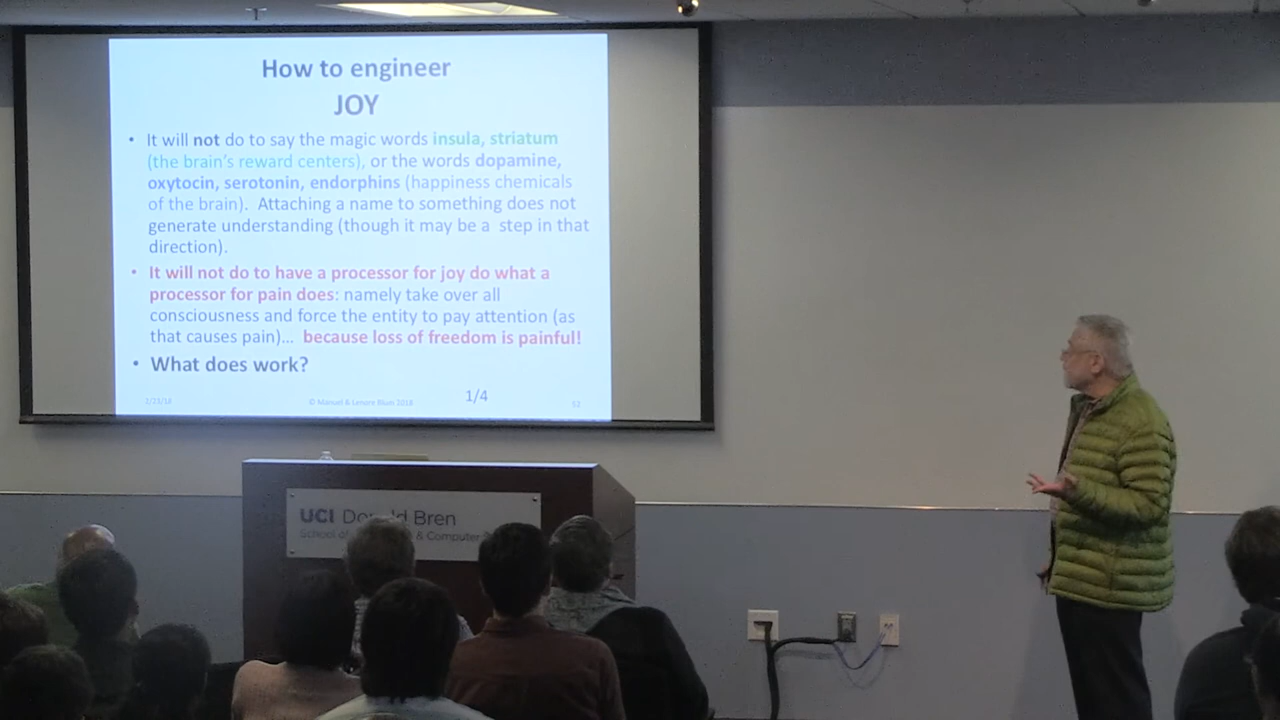 How to engineer
JOY
• It will not do to say the magic words insula, striatum
(the brain's reward centers), or the words dopamine,
oxytocin, serotonin, endorphins (happiness chemicals
of the brain). Attaching a name to something does not
generate understanding (though it may be a step in that
direction).
• It will not do to have a processor for joy do what a
processor for pain does: namely take over all
consciousness and force the entity to pay attention (as
that causes pain)... because loss of freedom is painful!
• What does work?
© Manuel & Lenore Blum 2018
1/4
52
UCI Donald Bren
School of & Computer